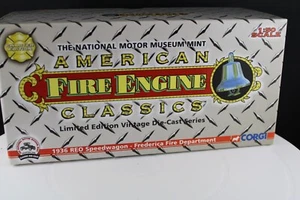 THE NATIONAL MOTOR MUSEUM MINT
AMERICAN
FIRE ENGINE
CLASSICS
Limited Edition Vintage Die-Cast Series
CORGI
1936 REO Speedwagon - Frederica Fire Department